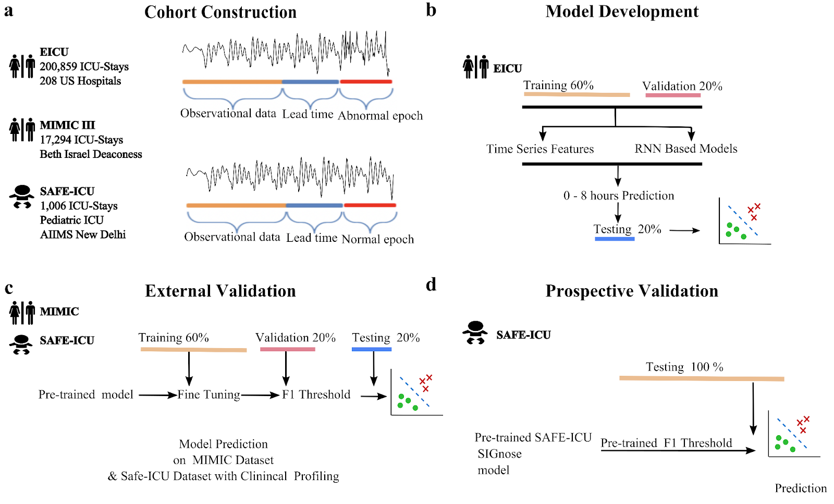 a
Cohort Construction
EICU
200,859 ICU-Stays
208 US Hospitals
Observational data
Lead time
Abnormal epoch
MIMIC III
17,294 ICU-Stays
Beth Israel Deaconess
SAFE-ICU
1,006 ICU-Stays
Pediatric ICU
AIIMS New Delhi
Observational data
Lead time
Normal epoch
b
Model Development
EICU
Training 60%
Validation 20%
Time Series Features
RNN Based Models
0 - 8 hours Prediction
Testing 20%
c
External Validation
MIMIC
SAFE-ICU
Training 60%
Validation 20%
Testing 20%
Pre-trained model
Fine Tuning
F1 Threshold
Model Prediction
on MIMIC Dataset
& Safe-ICU Dataset with Clinincal Profiling
d
Prospective Validation
SAFE-ICU
Testing 100 %
Pre-trained SAFE-ICU
SIGnose
model
Pre-trained F1 Threshold
Prediction